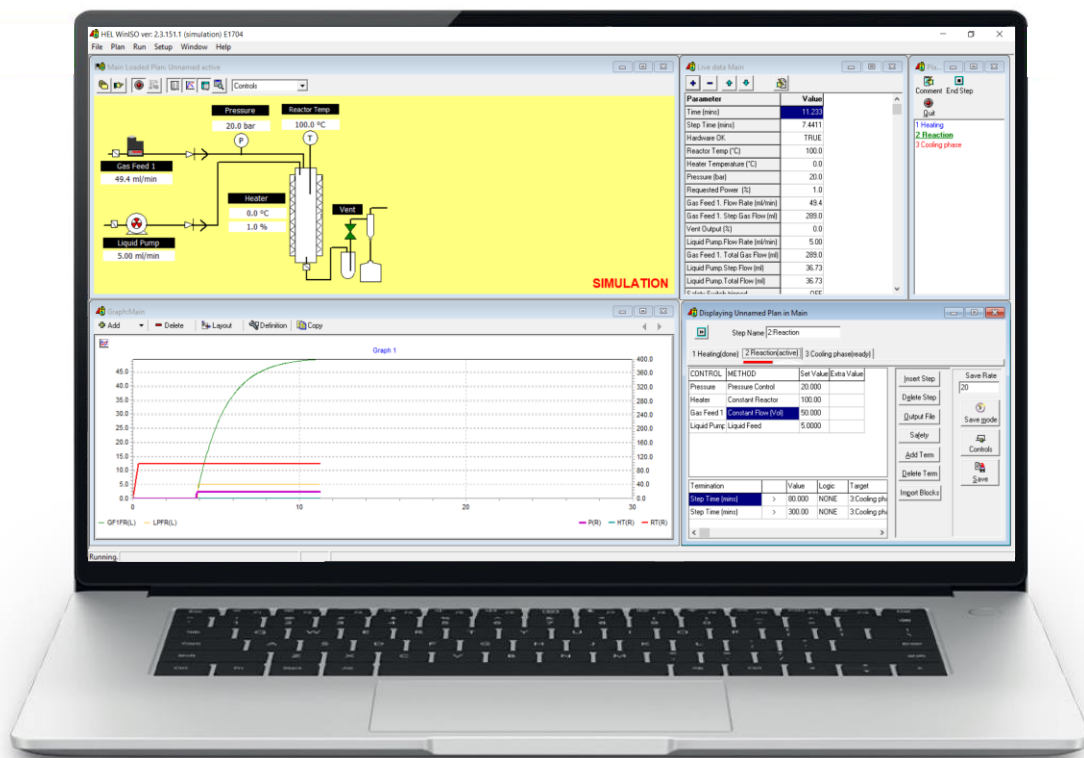 HEL WinISO ver: 2.3.151.1 (simulation) E1704
File Plan Run Setup Window Help
Main Loaded Plan: Unnamed active
Controls
Pressure
20.0 bar
P
Reactor Temp
100.0 °C
T
Gas Feed 1
49.4 ml/min
Heater
0.0 °C
1.0 %
Vent
Liquid Pump
5.00 ml/min
SIMULATION
Live data Main
Parameter Value
Time (mins) 11.233
Step Time (mins) 7.4411
Hardware OK TRUE
Reactor Temp (°C) 100.0
Heater Temperature (°C) 0.0
Pressure (bar) 20.0
Requested Power (%) 1.0
Gas Feed 1. Flow Rate (ml/min) 49.4
Gas Feed 1. Step Gas Flow (ml) 289.0
Vent Output (%) 0.0
Liquid Pump.Flow Rate (ml/min) 5.00
Gas Feed 1. Total Gas Flow (ml) 289.0
Liquid Pump.Step Flow (ml) 36.73
Liquid Pump.Total Flow (ml) 36.73
Pla...
Comment End Step
Quit
1 Heating
2 Reaction
3 Cooling phase
Graph:Main
Add Delete Layout Definition Copy
Graph 1
45.0
40.0
35.0
30.0
25.0
20.0
15.0
10.0
5.0
0.0
400.0
360.0
320.0
280.0
240.0
200.0
160.0
120.0
80.0
40.0
0.0
0 10 20 30
GF1FR(L) LPFR(L) P(R) HT(R) RT(R)
Running.
Displaying Unnamed Plan in Main
Step Name 2:Reaction
1 Heating(done) 2 Reaction(active) 3 Cooling phase(ready)
CONTROL METHOD Set Value Extra Value
Pressure Pressure Control 20.000
Heater Constant Reactor 100.00
Gas Feed 1 Constant Flow (Vol) 50.000
Liquid Pump Liquid Feed 5.0000
Termination Value Logic Target
Step Time (mins) > 80.000 NONE 3:Cooling pha
Step Time (mins) > 300.00 NONE 3:Cooling pha
Insert Step
Delete Step
Output File
Safety
Add Term
Delete Term
Import Blocks
Save Rate
20
Save mode
Controls
Save